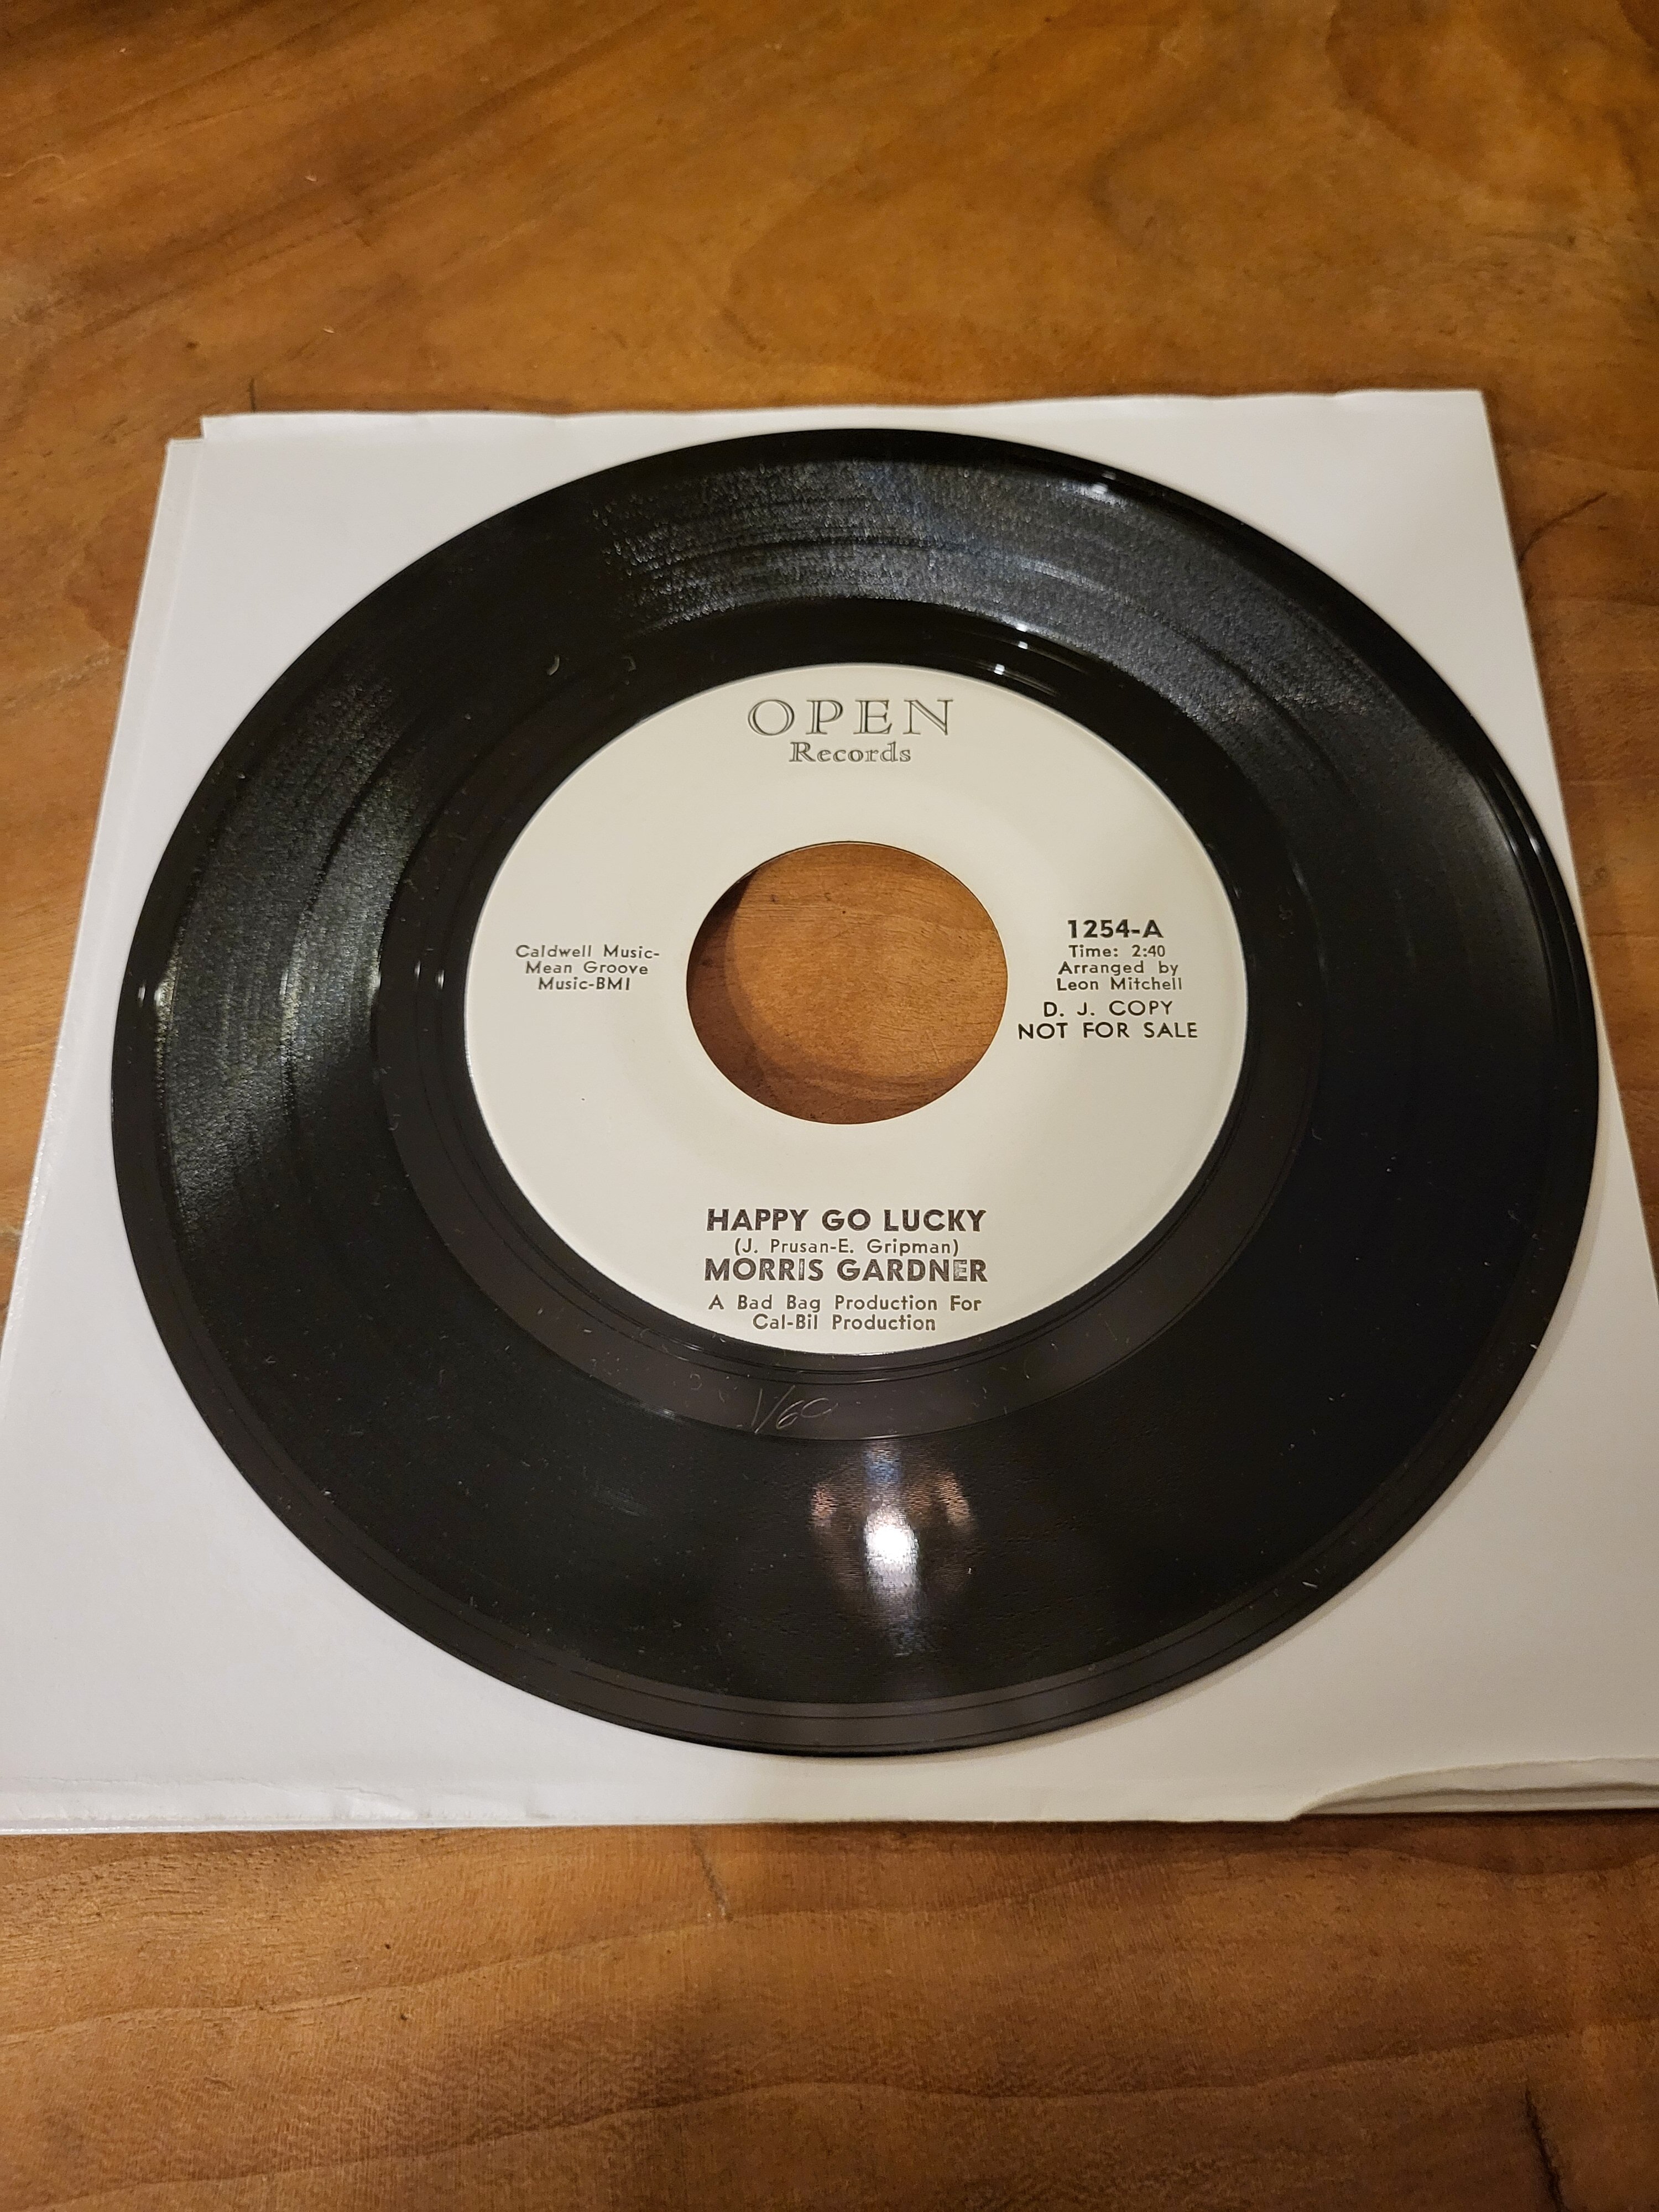 OPEN
Records
Caldwell Music-
Mean Groove
Music-BMI
1254-A
Time: 2:40
Arranged by
Leon Mitchell
D. J. COPY
NOT FOR SALE
HAPPY GO LUCKY
(J. Prusan-E. Gripman)
MORRIS GARDNER
A Bad Bag Production For
Cal-Bil Production